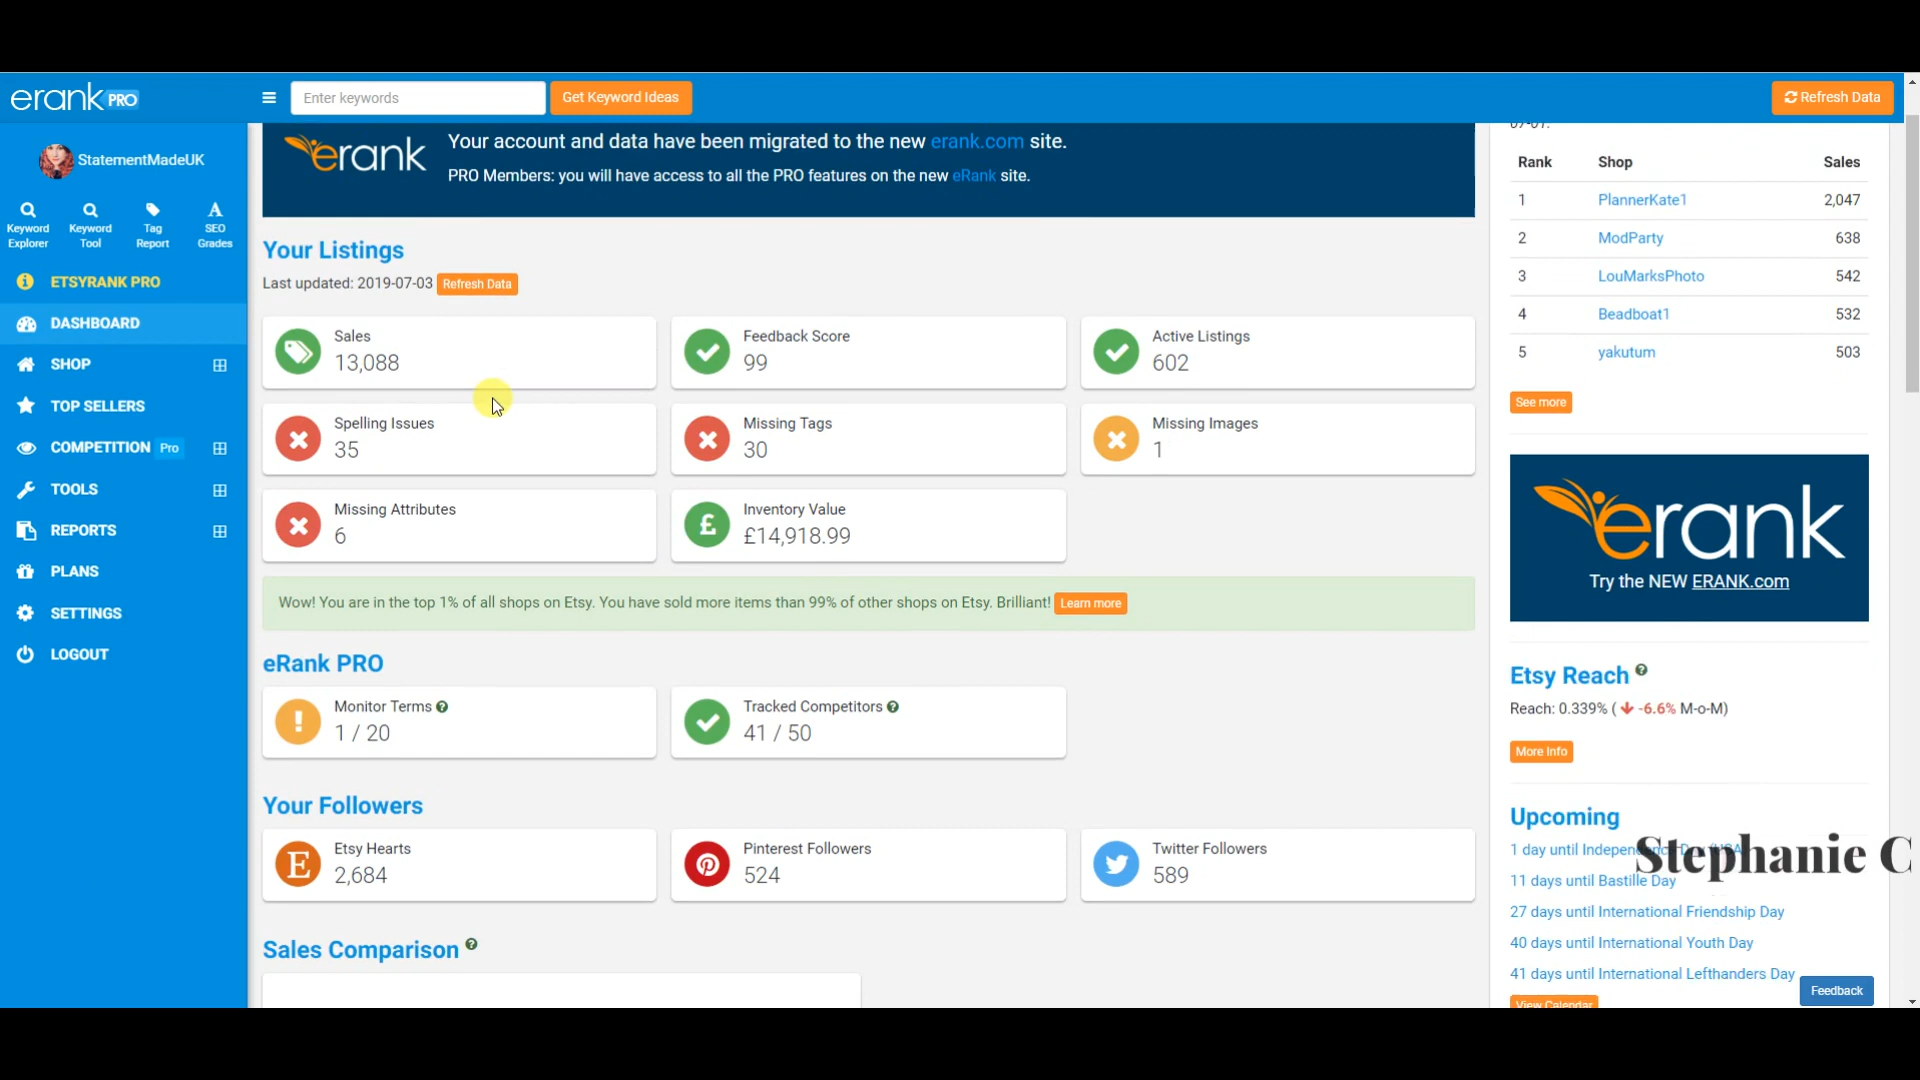 erank PRO
Enter keywords
Get Keyword Ideas
Refresh Data
StatementMadeUK
Keyword Explorer
Keyword Tool
Tag Report
SEO Grades
ETSYRANK PRO
DASHBOARD
SHOP
TOP SELLERS
COMPETITION Pro
TOOLS
REPORTS
PLANS
SETTINGS
LOGOUT
erank
Your account and data have been migrated to the new erank.com site.
PRO Members: you will have access to all the PRO features on the new eRank site.
Your Listings
Last updated: 2019-07-03 Refresh Data
Sales
13,088
Feedback Score
99
Active Listings
602
Spelling Issues
35
Missing Tags
30
Missing Images
1
Missing Attributes
6
Inventory Value
£14,918.99
Wow! You are in the top 1% of all shops on Etsy. You have sold more items than 99% of other shops on Etsy. Brilliant! Learn more
eRank PRO
Monitor Terms
1 / 20
Tracked Competitors
41 / 50
Your Followers
Etsy Hearts
2,684
Pinterest Followers
524
Twitter Followers
589
Sales Comparison
Rank Shop Sales
1 PlannerKate1 2,047
2 ModParty 638
3 LouMarksPhoto 542
4 Beadboat1 532
5 yakutum 503
See more
erank
Try the NEW ERANK.com
Etsy Reach
Reach: 0.339% ( -6.6% M-o-M)
More Info
Upcoming
1 day until
Stephanie C
11 days until Bastille Day
27 days until International Friendship Day
40 days until International Youth Day
41 days until International Lefthanders Day
View Calendar
Feedback